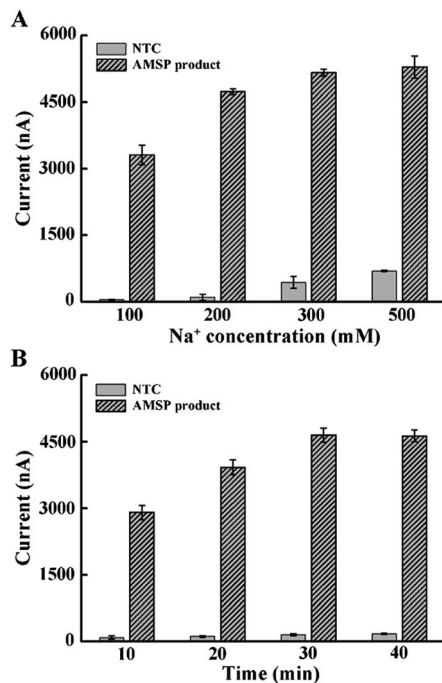 A
6000
NTC
AMSP product
4500
3000
1500
0
Current (nA)
100 200 300 500
Na⁺ concentration (mM)
B
6000
NTC
AMSP product
4500
3000
1500
0
Current (nA)
10 20 30 40
Time (min)